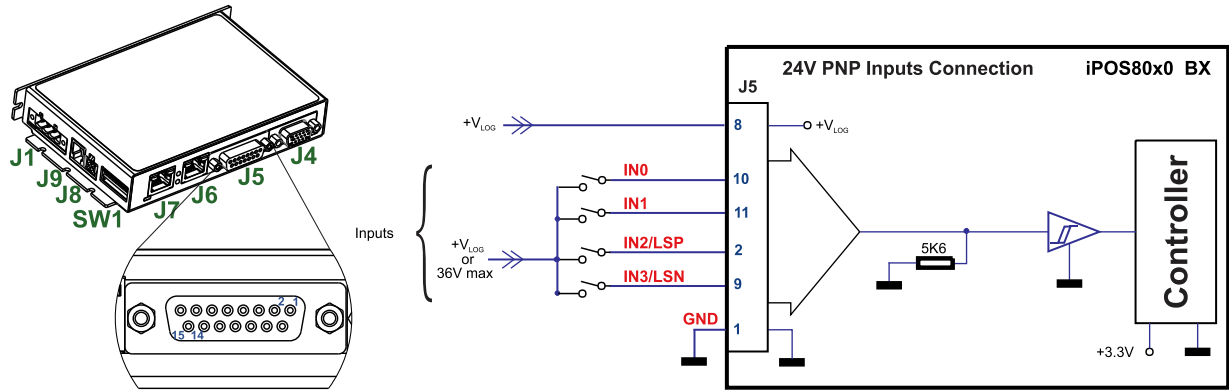 J1
J9
J8
SW1
J7
J6
J5
J4
2 1
15 14
Inputs
+VLOG
+VLOG
or
36V max
IN0
IN1
IN2/LSP
IN3/LSN
GND
24V PNP Inputs Connection
iPOS80x0 BX
J5
8
10
11
2
9
1
+VLOG
5K6
Controller
+3.3V